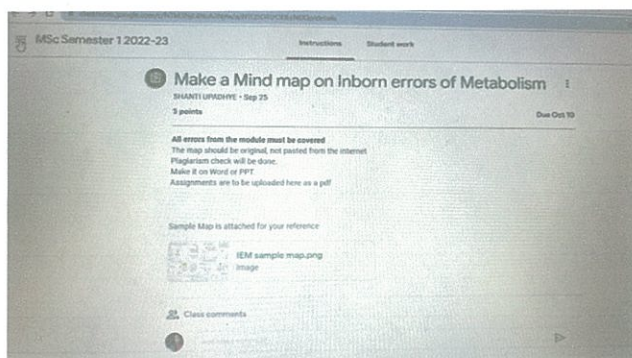 MSc Semester 1 2022-23
Instructions
Student work
Make a Mind map on Inborn errors of Metabolism
SHANTI UPADHYE • Sep 25
3 points
Due Oct 10
All errors from the module must be covered
The map should be original, not pasted from the internet
Plagiarism check will be done.
Make it on Word or PPT
Assignments are to be uploaded here as a pdf
Sample Map is attached for your reference
IEM sample map.png
Image
Class comments